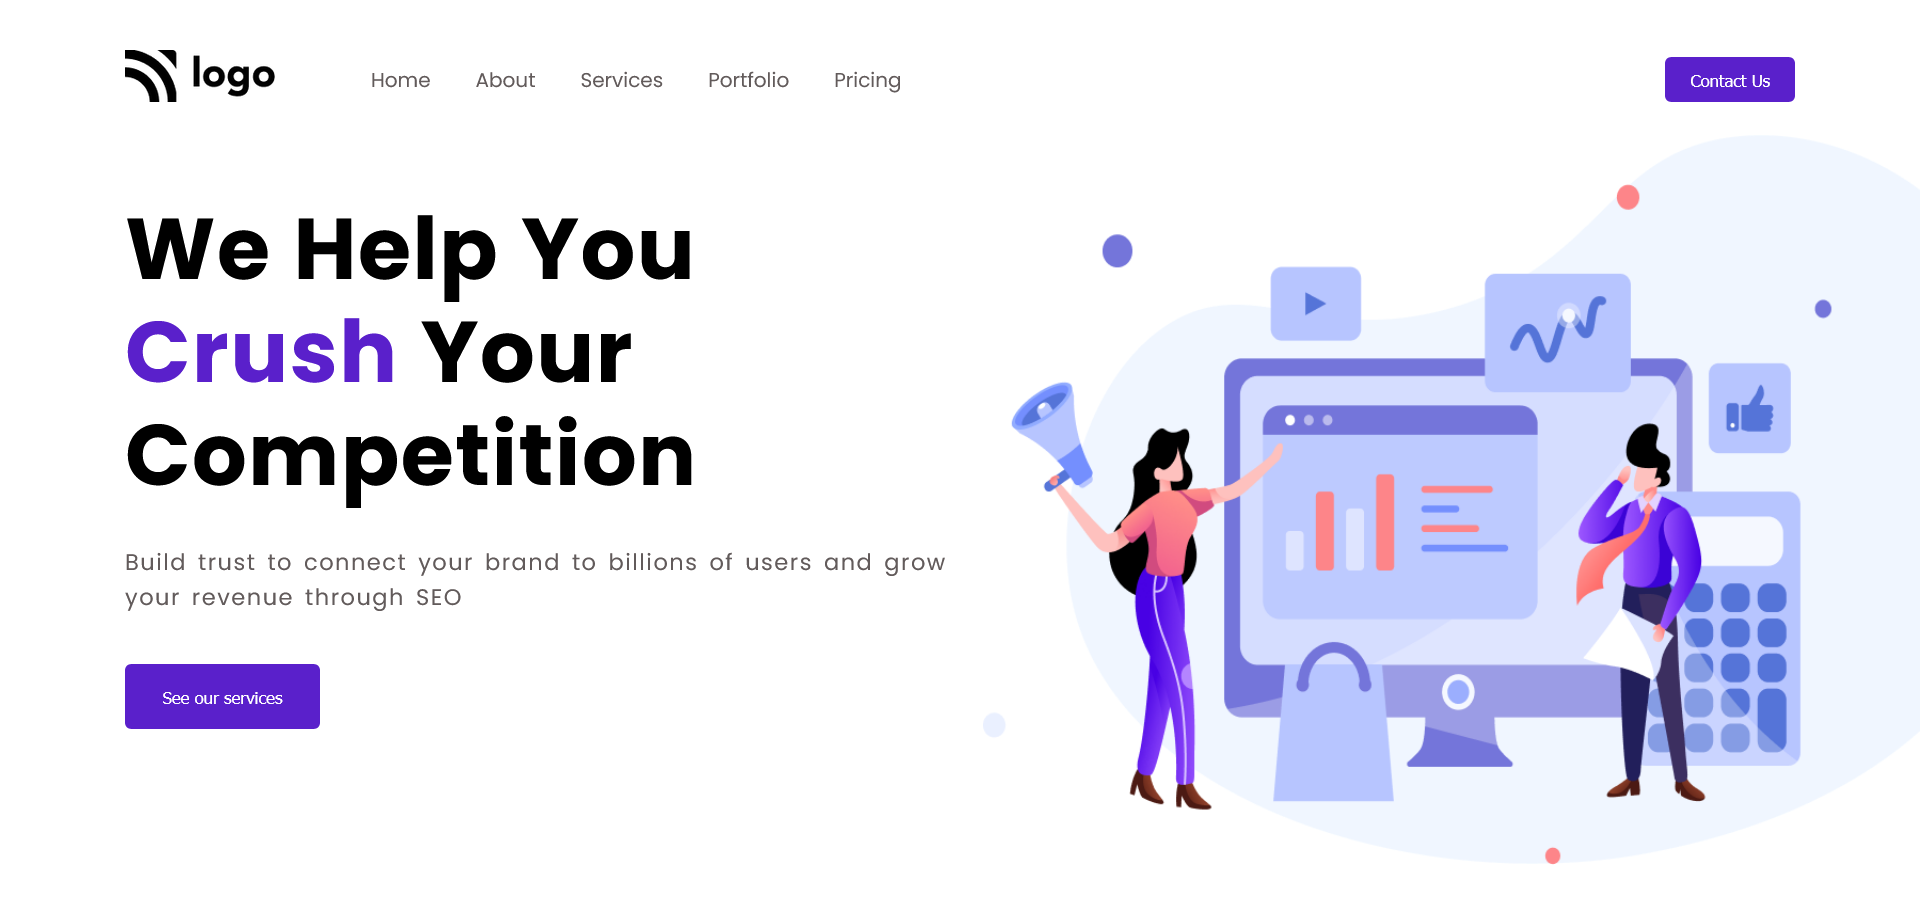 logo
Home About Services Portfolio Pricing
Contact Us
We Help You
Crush Your
Competition
Build trust to connect your brand to billions of users and grow
your revenue through SEO
See our services